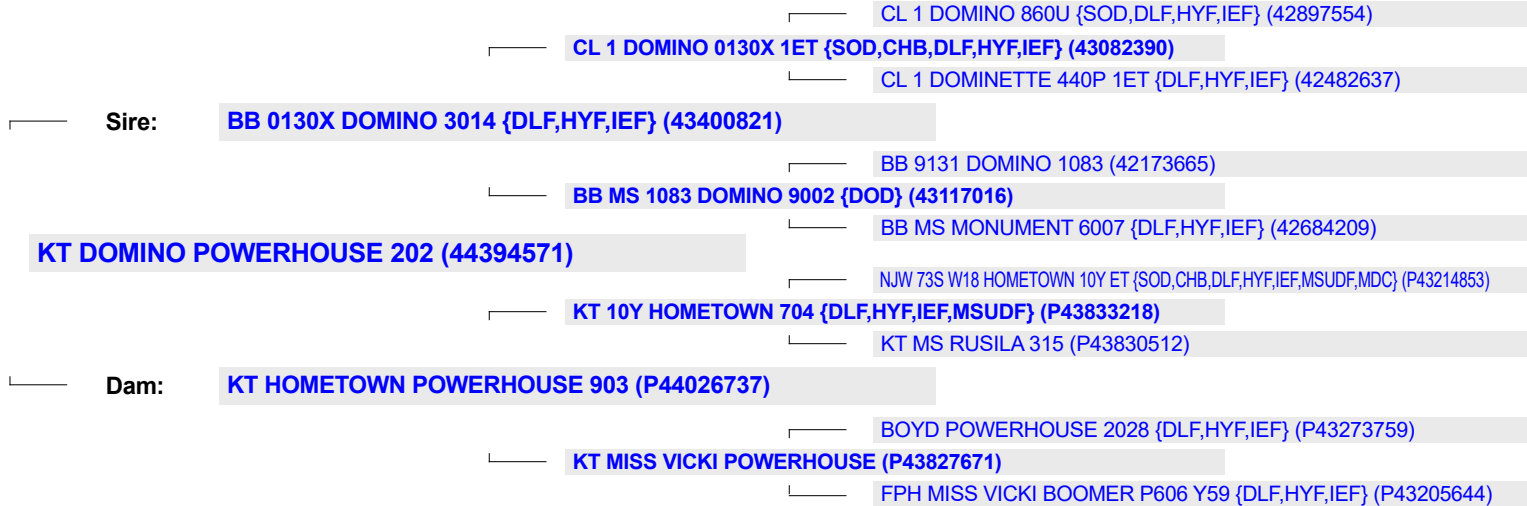 CL 1 DOMINO 860U {SOD,DLF,HYF,IEF} (42897554)
CL 1 DOMINO 0130X 1ET {SOD,CHB,DLF,HYF,IEF} (43082390)
CL 1 DOMINETTE 440P 1ET {DLF,HYF,IEF} (42482637)
Sire: BB 0130X DOMINO 3014 {DLF,HYF,IEF} (43400821)
BB 9131 DOMINO 1083 (42173665)
BB MS 1083 DOMINO 9002 {DOD} (43117016)
BB MS MONUMENT 6007 {DLF,HYF,IEF} (42684209)
KT DOMINO POWERHOUSE 202 (44394571)
NJW 73S W18 HOMETOWN 10Y ET {SOD,CHB,DLF,HYF,IEF,MSUDF,MDC} (P43214853)
KT 10Y HOMETOWN 704 {DLF,HYF,IEF,MSUDF} (P43833218)
KT MS RUSILA 315 (P43830512)
Dam: KT HOMETOWN POWERHOUSE 903 (P44026737)
BOYD POWERHOUSE 2028 {DLF,HYF,IEF} (P43273759)
KT MISS VICKI POWERHOUSE (P43827671)
FPH MISS VICKI BOOMER P606 Y59 {DLF,HYF,IEF} (P43205644)